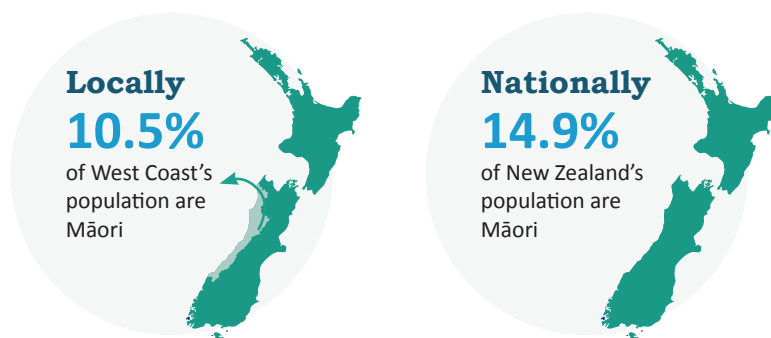 Locally
10.5%
of West Coast's
population are
Māori
Nationally
14.9%
of New Zealand's
population are
Māori